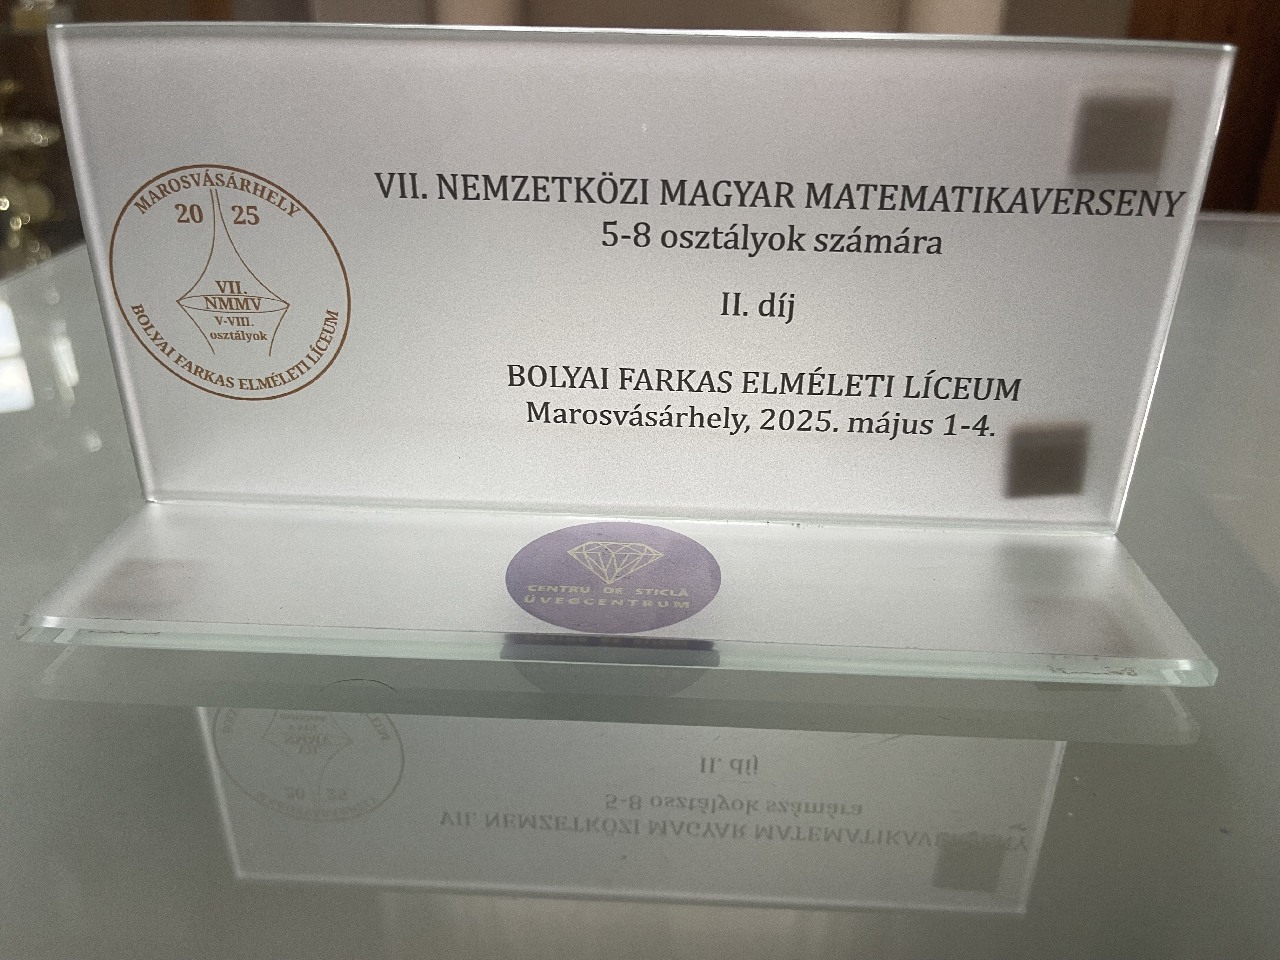 MAROSVÁSÁRHELY
20 25
VII.
NMMV
V-VIII.
osztályok
BOLYAI FARKAS ELMÉLETI LÍCEUM
VII. NEMZETKÖZI MAGYAR MATEMATIKAVERSENY
5-8 osztályok számára
II. díj
BOLYAI FARKAS ELMÉLETI LÍCEUM
Marosvásárhely, 2025. május 1-4.
CENTRU DE STICLĂ
ÜVEGCENTRUM